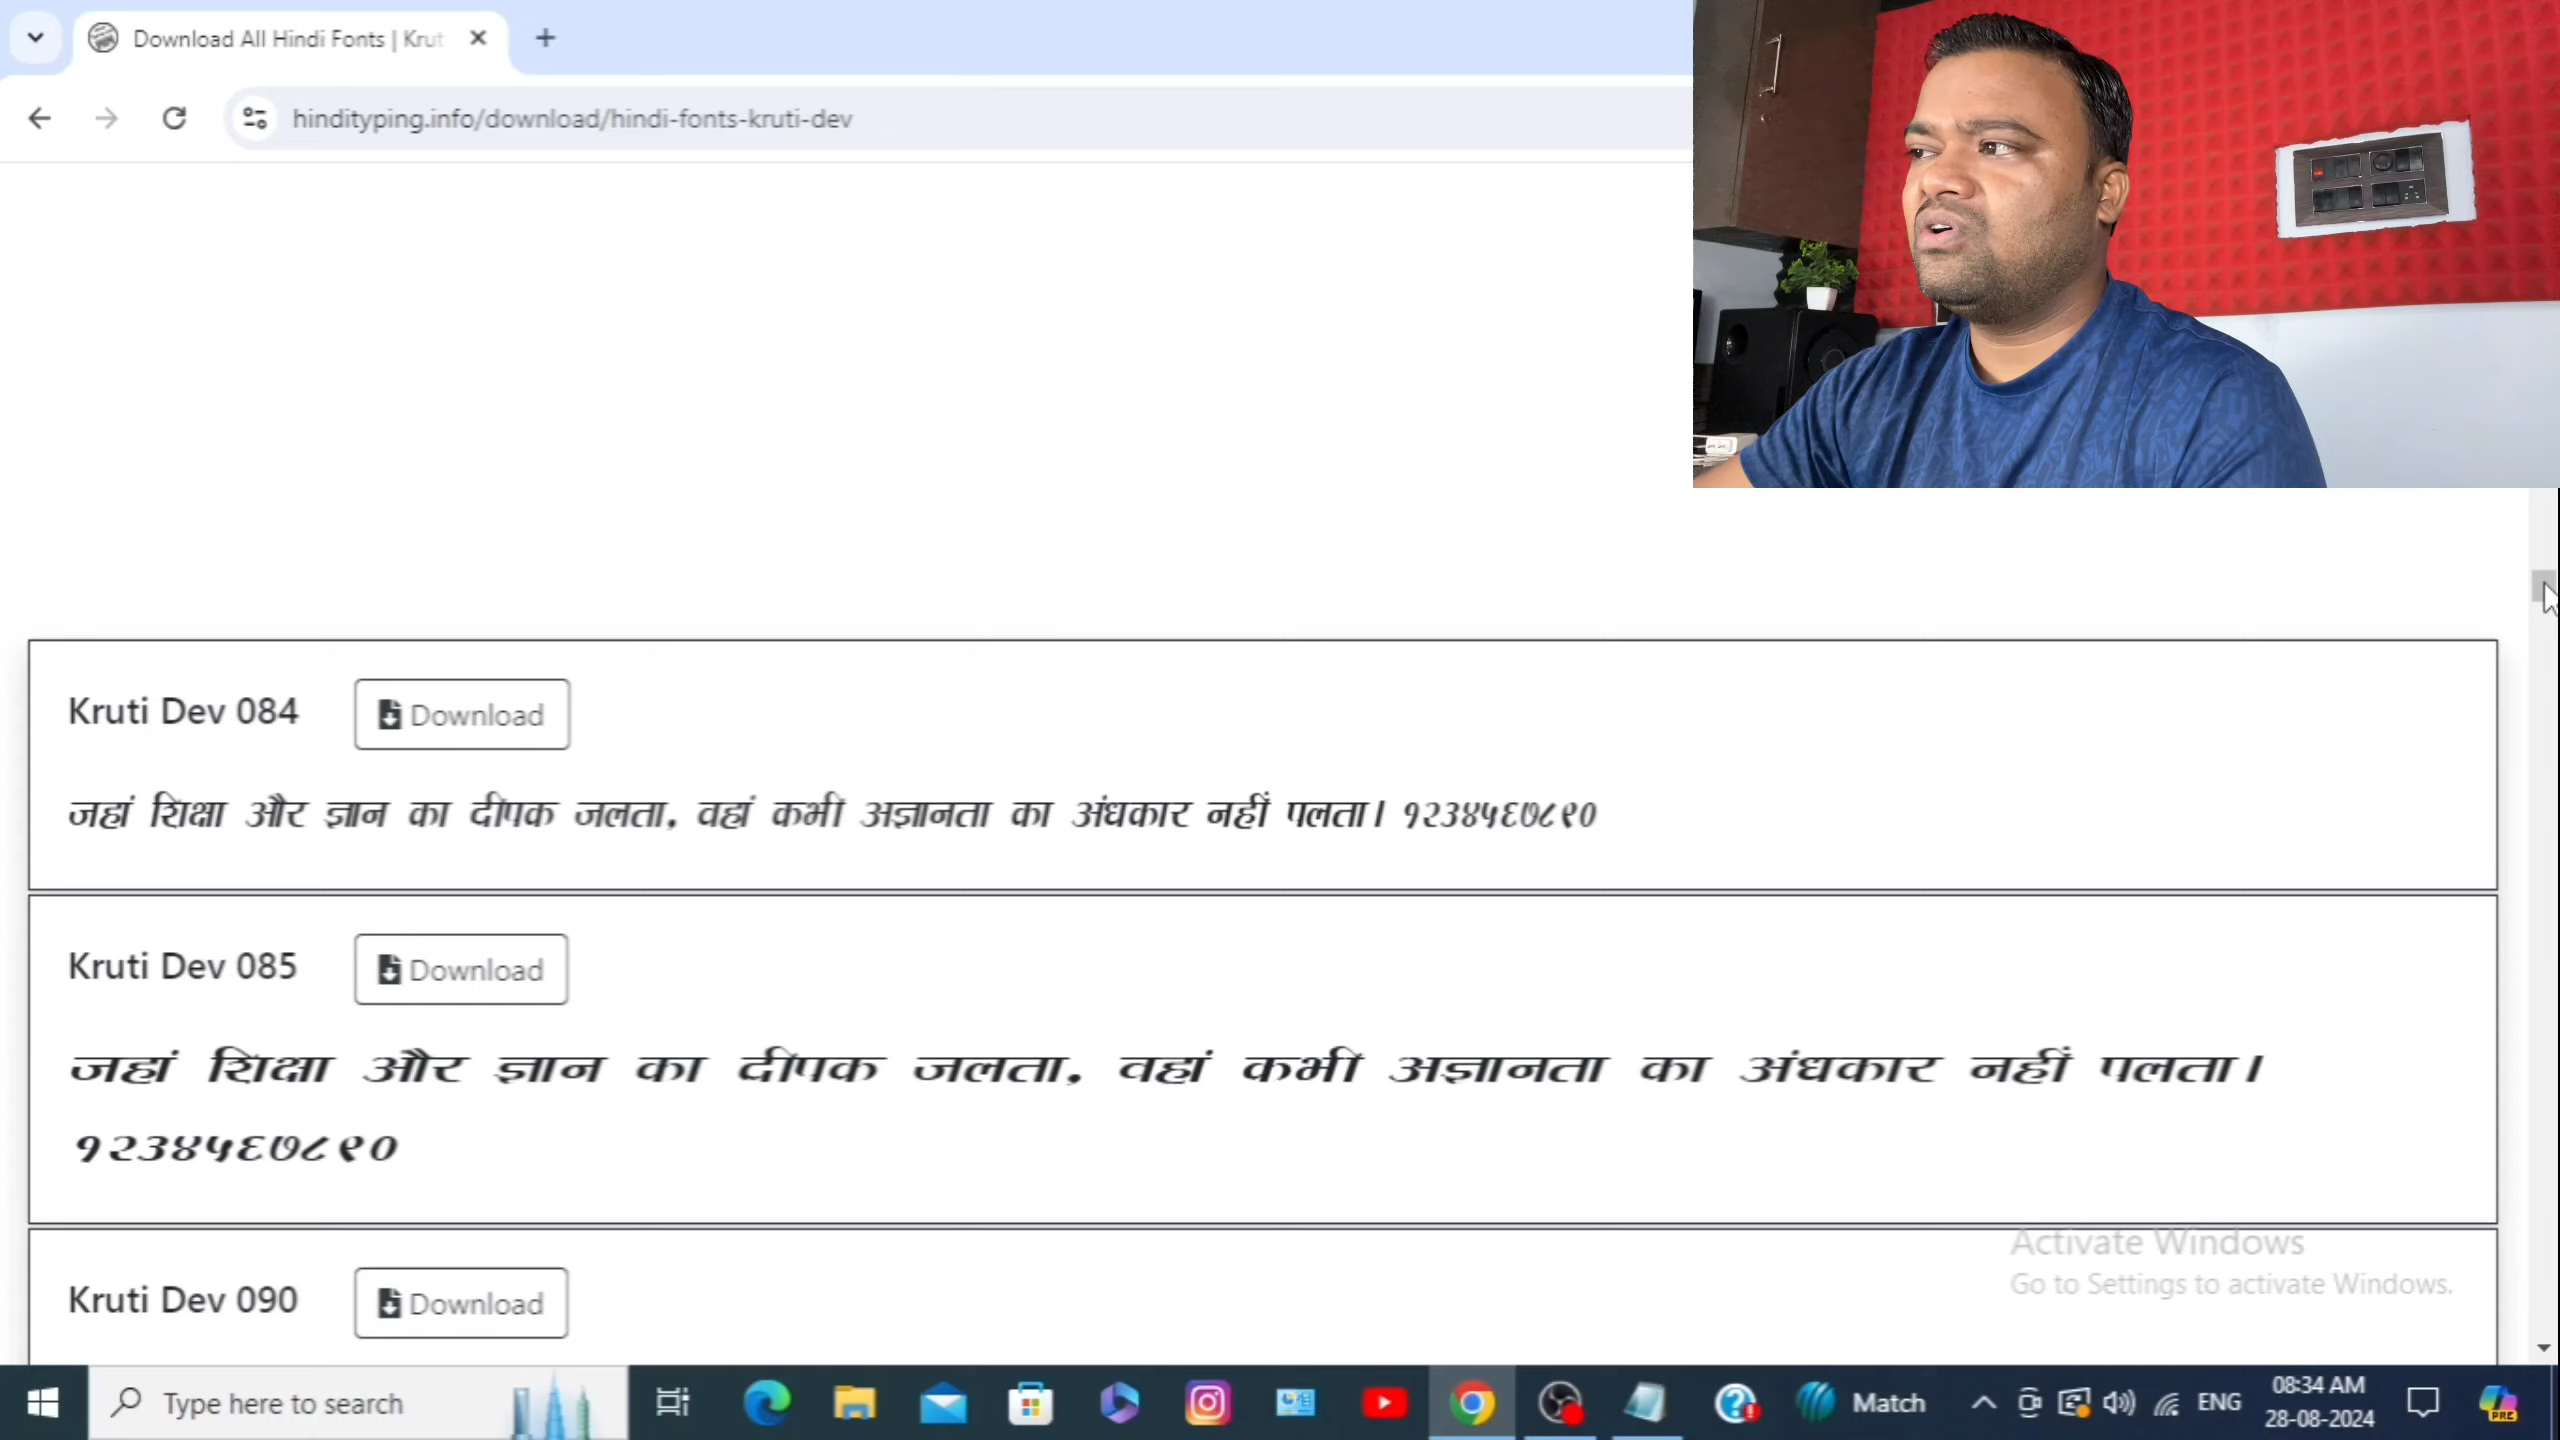 Download All Hindi Fonts | Krut
hindityping.info/download/hindi-fonts-kruti-dev
Kruti Dev 084
Download
जहां शिक्षा और ज्ञान का दीपक जलता, वहां कभी अज्ञानता का अंधकार नहीं पलता। १२३४५६७८९०
Kruti Dev 085
Download
जहां शिक्षा और ज्ञान का दीपक जलता, वहां कभी अज्ञानता का अंधकार नहीं पलता।
१२३४५६७८९०
Kruti Dev 090
Download
Activate Windows
Go to Settings to activate Windows.
Type here to search
Match
ENG
08:34 AM
28-08-2024
PRE